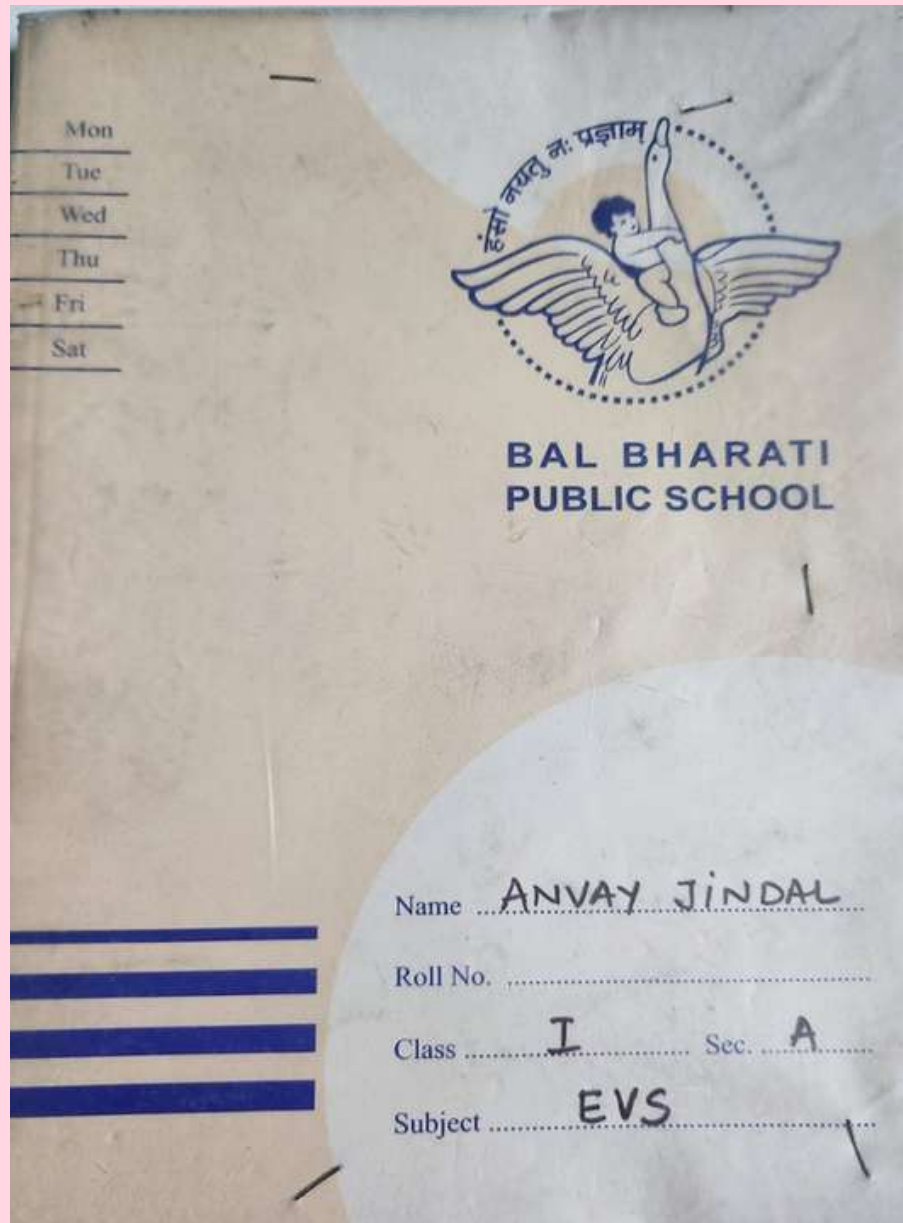 Mon
Tue
Wed
Thu
Fri
Sat
हंसो नयतु नः प्रज्ञाम्
BAL BHARATI
PUBLIC SCHOOL
Name ANVAY JINDAL
Roll No.
Class I Sec. A
Subject EVS